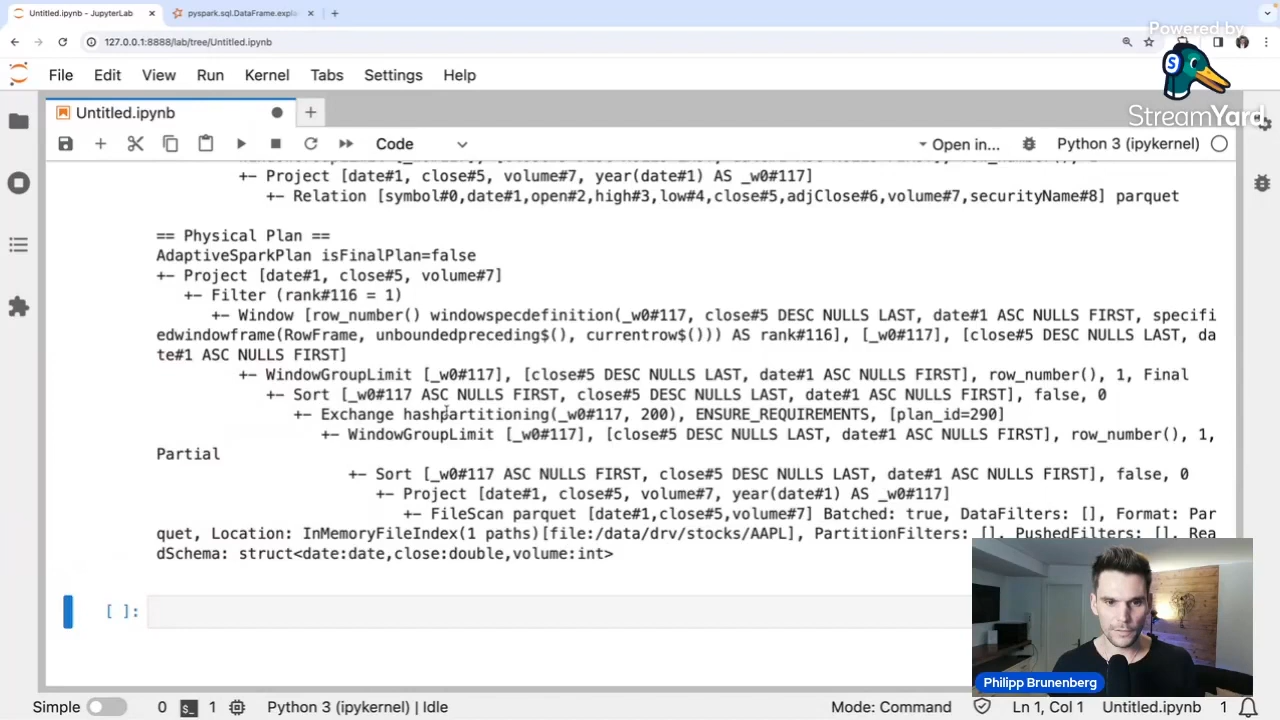 Untitled.ipynb - JupyterLab
pyspark.sql.DataFrame.expla
127.0.0.1:8888/lab/tree/Untitled.ipynb
Powered by
StreamYard
File Edit View Run Kernel Tabs Settings Help
Untitled.ipynb
Code
Open in...
Python 3 (ipykernel)
+- Project [date#1, close#5, volume#7, year(date#1) AS _w0#117]
+- Relation [symbol#0,date#1,open#2,high#3,low#4,close#5,adjClose#6,volume#7,securityName#8] parquet
== Physical Plan ==
AdaptiveSparkPlan isFinalPlan=false
+- Project [date#1, close#5, volume#7]
+- Filter (rank#116 = 1)
+- Window [row_number() windowspecdefinition(_w0#117, close#5 DESC NULLS LAST, date#1 ASC NULLS FIRST, specifi
edwindowframe(RowFrame, unboundedpreceding$(), currentrow$())) AS rank#116], [_w0#117], [close#5 DESC NULLS LAST, da
te#1 ASC NULLS FIRST]
+- WindowGroupLimit [_w0#117], [close#5 DESC NULLS LAST, date#1 ASC NULLS FIRST], row_number(), 1, Final
+- Sort [_w0#117 ASC NULLS FIRST, close#5 DESC NULLS LAST, date#1 ASC NULLS FIRST], false, 0
+- Exchange hashpartitioning(_w0#117, 200), ENSURE_REQUIREMENTS, [plan_id=290]
+- WindowGroupLimit [_w0#117], [close#5 DESC NULLS LAST, date#1 ASC NULLS FIRST], row_number(), 1,
Partial
+- Sort [_w0#117 ASC NULLS FIRST, close#5 DESC NULLS LAST, date#1 ASC NULLS FIRST], false, 0
+- Project [date#1, close#5, volume#7, year(date#1) AS _w0#117]
+- FileScan parquet [date#1,close#5,volume#7] Batched: true, DataFilters: [], Format: Par
quet, Location: InMemoryFileIndex(1 paths)[file:/data/drv/stocks/AAPL], PartitionFilters: [], PushedFilters: [], Rea
dSchema: struct<date:date,close:double,volume:int>
[ ]:
Philipp Brunenberg
Simple 0 1 Python 3 (ipykernel) | Idle Mode: Command Ln 1, Col 1 Untitled.ipynb 1